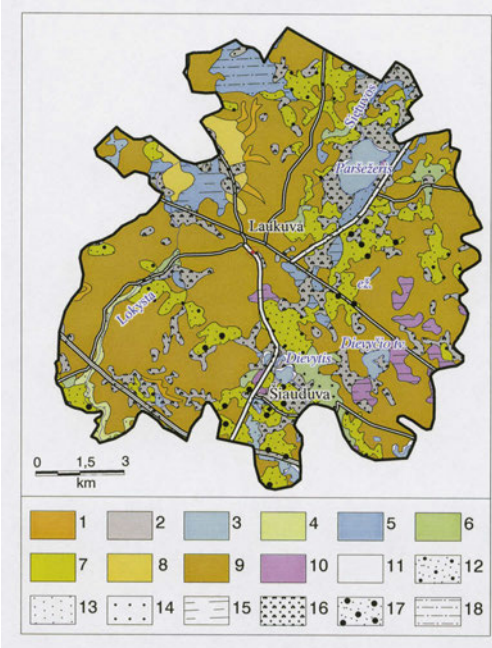 Sietuvos
Paršežeris
Laukuva
ež.
Lokysta
Dievyčio tv.
Dievytis
Šiauduva
0 1,5 3
km
1 2 3 4 5 6
7 8 9 10 11 12
13 14 15 16 17 18